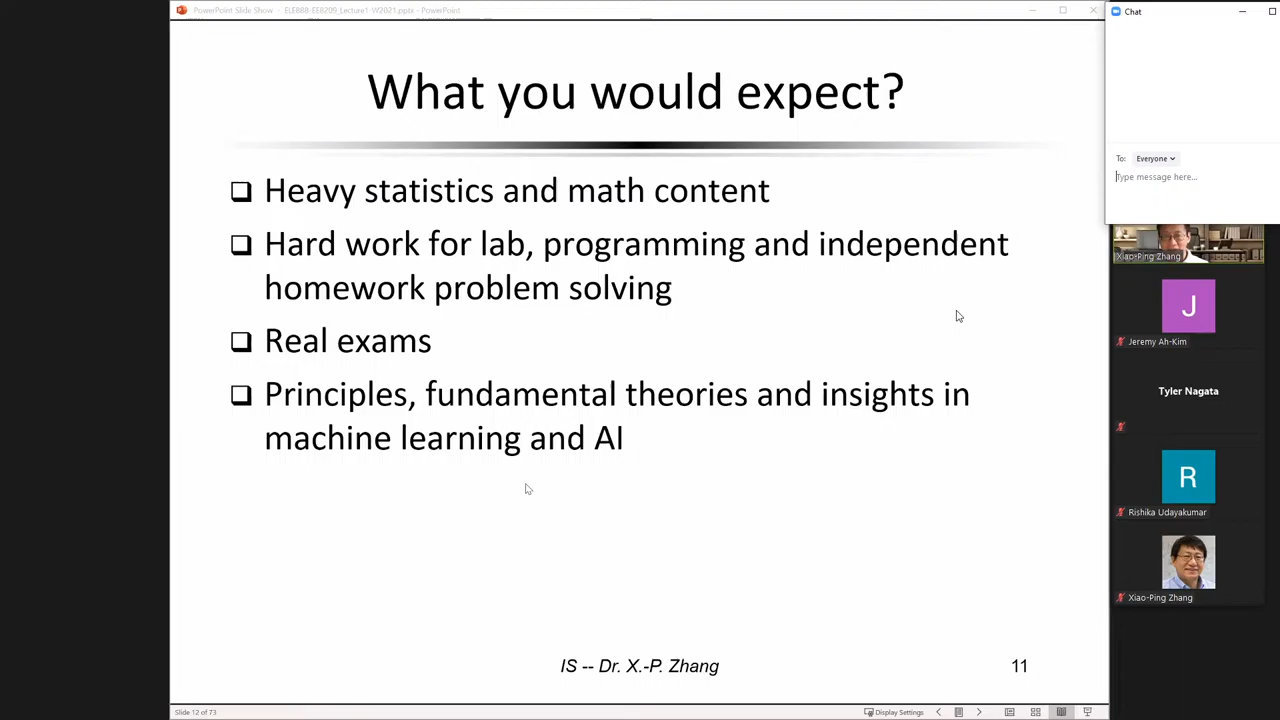 PowerPoint Slide Show - ELE888-EE8209_Lecture1-W2021.pptx - PowerPoint
What you would expect?
Heavy statistics and math content
Hard work for lab, programming and independent
homework problem solving
Real exams
Principles, fundamental theories and insights in
machine learning and AI
IS -- Dr. X.-P. Zhang
11
Slide 12 of 73
Display Settings
Chat
To: Everyone
Type message here...
Xiao-Ping Zhang
J
Jeremy Ah-Kim
Tyler Nagata
R
Rishika Udayakumar
Xiao-Ping Zhang